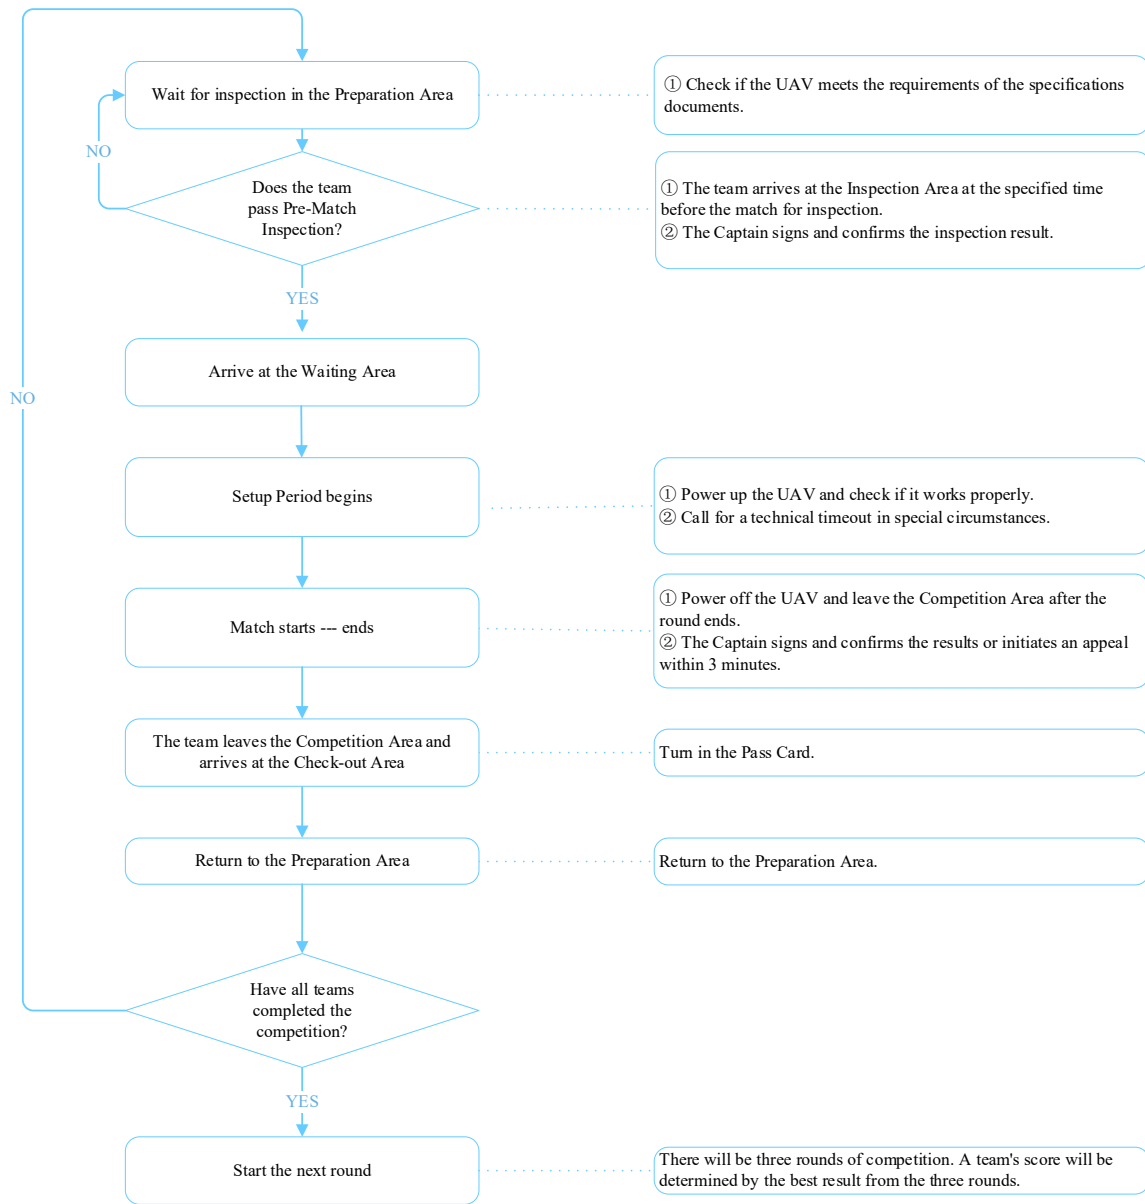 Wait for inspection in the Preparation Area
① Check if the UAV meets the requirements of the specifications
documents.
NO
Does the team
pass Pre-Match
Inspection?
① The team arrives at the Inspection Area at the specified time
before the match for inspection.
② The Captain signs and confirms the inspection result.
YES
Arrive at the Waiting Area
NO
Setup Period begins
① Power up the UAV and check if it works properly.
② Call for a technical timeout in special circumstances.
Match starts --- ends
① Power off the UAV and leave the Competition Area after the
round ends.
② The Captain signs and confirms the results or initiates an appeal
within 3 minutes.
The team leaves the Competition Area and
arrives at the Check-out Area
Turn in the Pass Card.
Return to the Preparation Area
Return to the Preparation Area.
Have all teams
completed the
competition?
YES
Start the next round
There will be three rounds of competition. A team's score will be
determined by the best result from the three rounds.